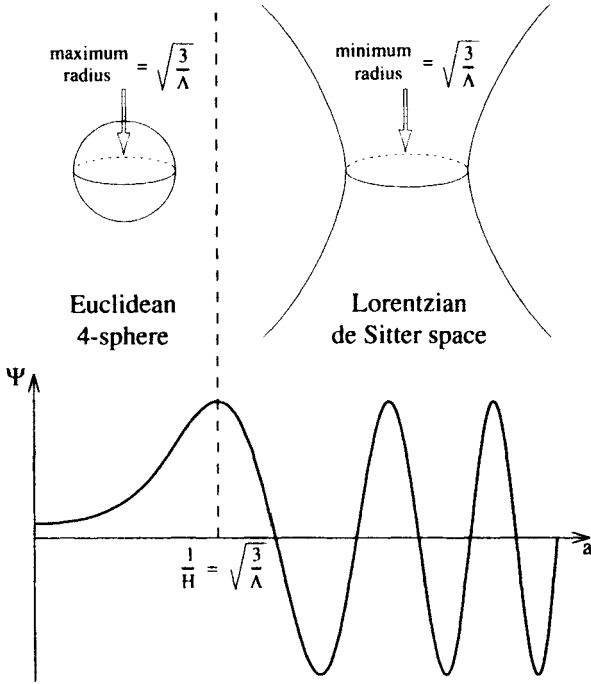 maximum
radius = √3/Λ
minimum
radius = √3/Λ
Euclidean
4-sphere
Lorentzian
de Sitter space
Ψ
a
1/H = √3/Λ